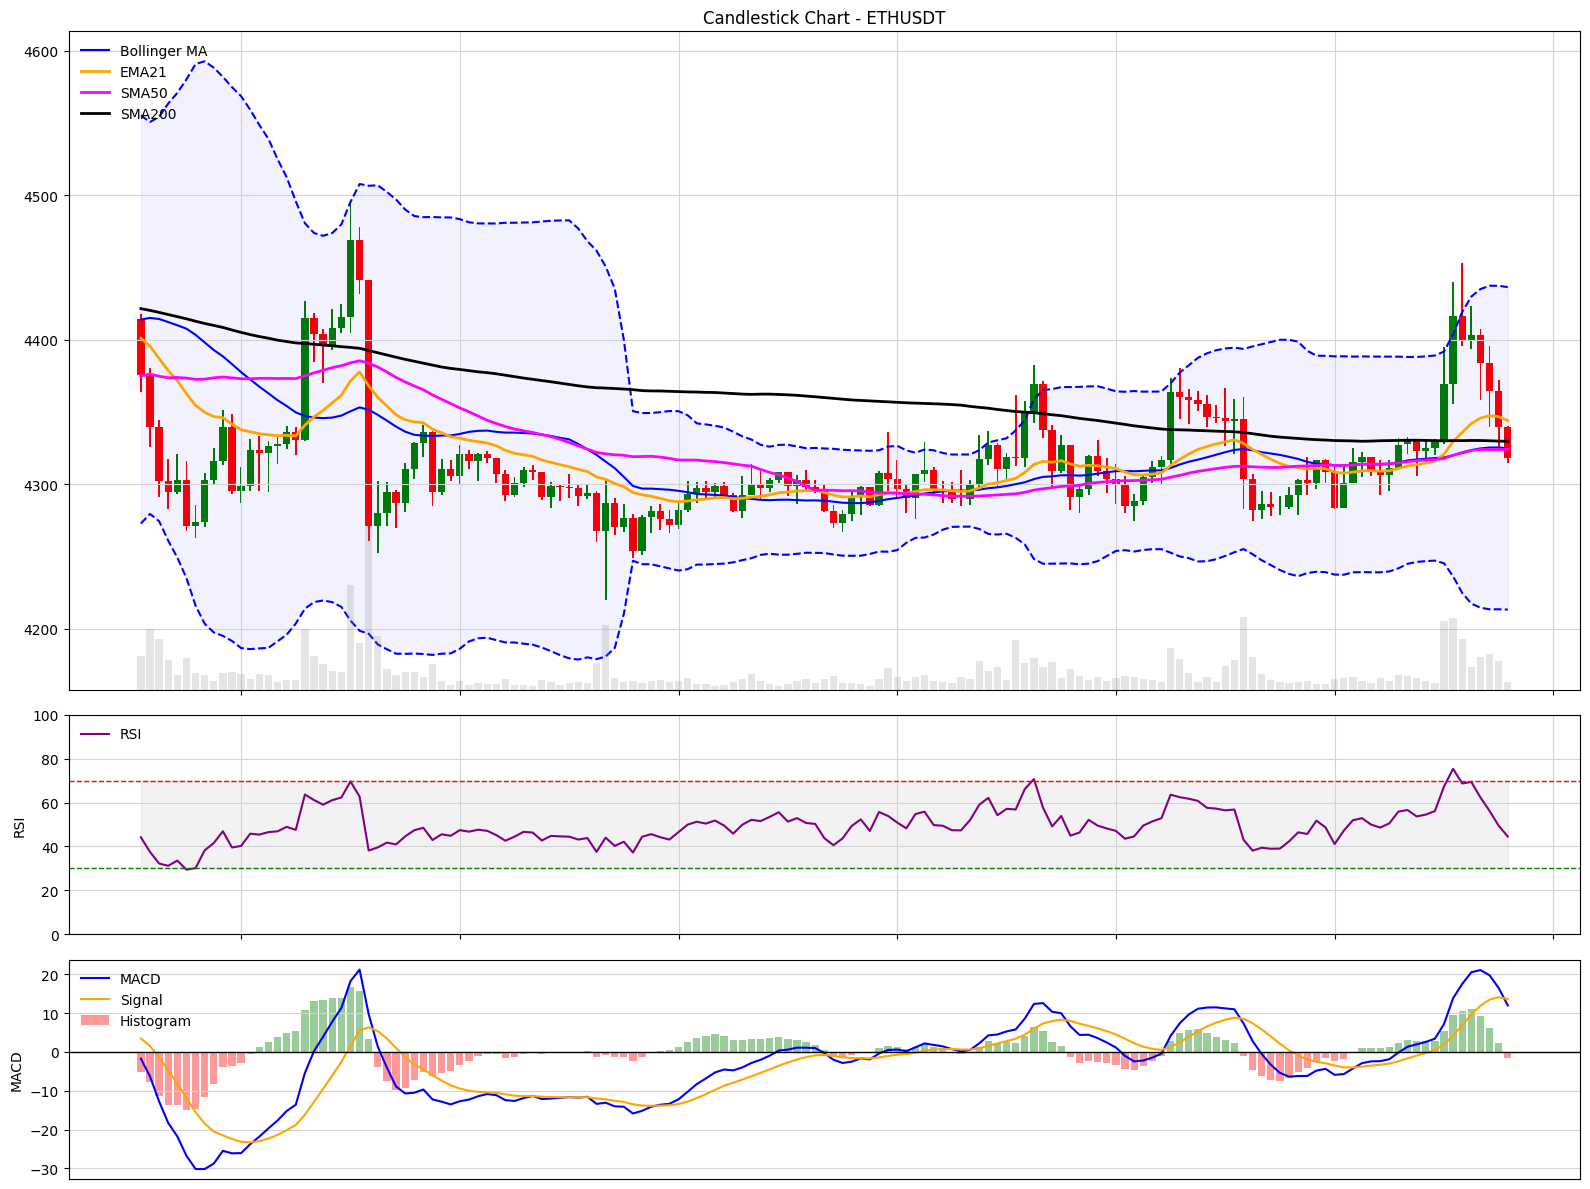 Candlestick Chart - ETHUSDT
Bollinger MA
EMA21
SMA50
SMA200
4600
4500
4400
4300
4200
RSI
100
80
60
40
20
0
RSI
MACD
Signal
Histogram
20
10
0
−10
−20
−30
MACD